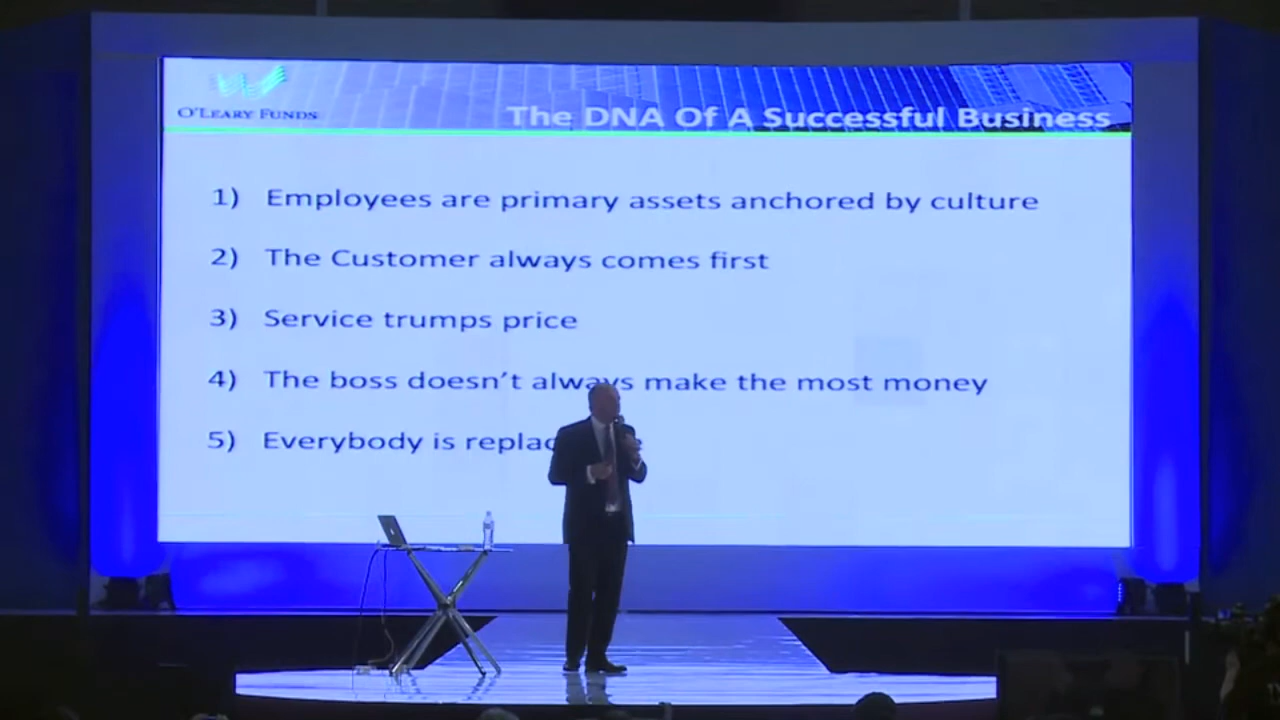 O'LEARY FUNDS
The DNA Of A Successful Business
1) Employees are primary assets anchored by culture
2) The Customer always comes first
3) Service trumps price
4) The boss doesn't always make the most money
5) Everybody is